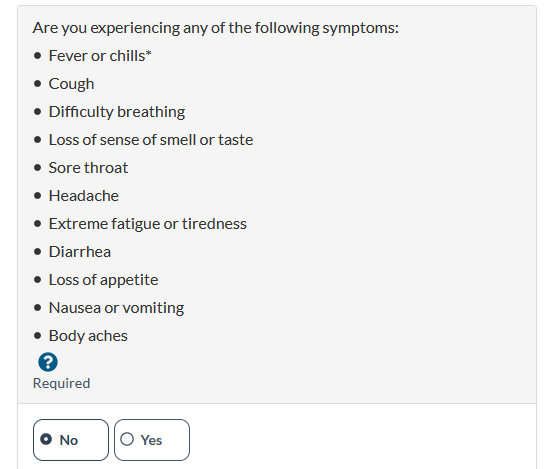 Are you experiencing any of the following symptoms:
• Fever or chills*
• Cough
• Difficulty breathing
• Loss of sense of smell or taste
• Sore throat
• Headache
• Extreme fatigue or tiredness
• Diarrhea
• Loss of appetite
• Nausea or vomiting
• Body aches
?
Required
No Yes